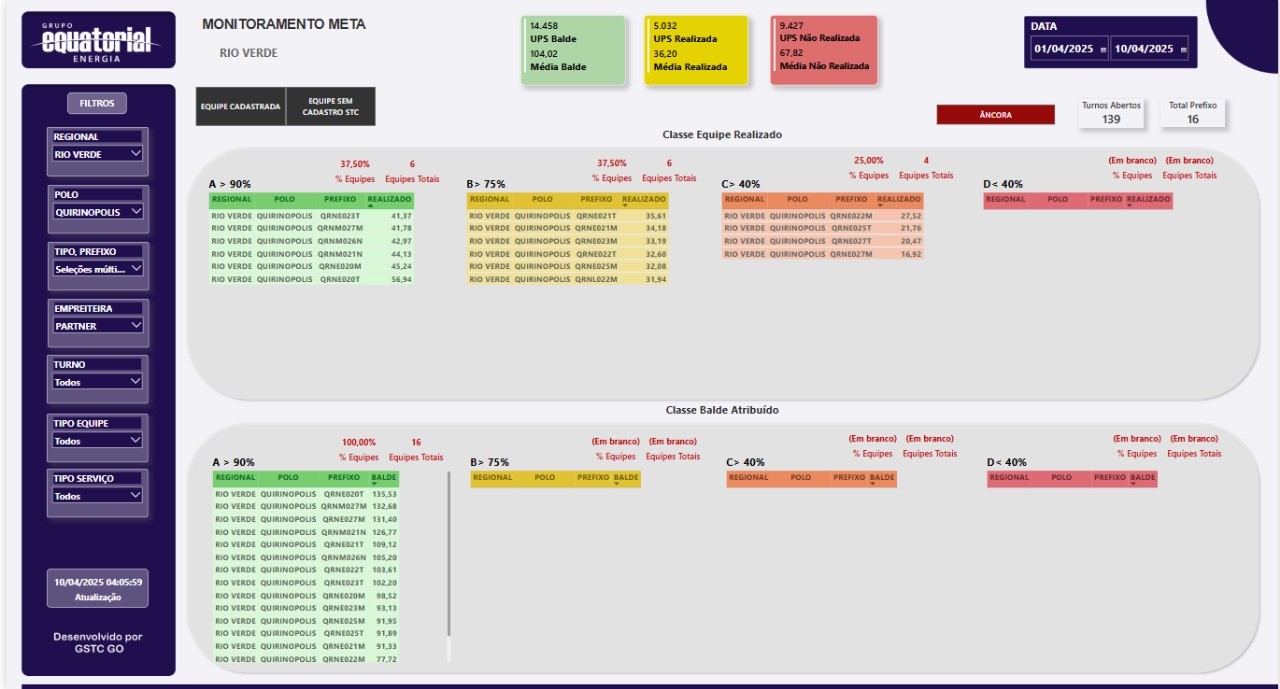 GRUPO
equatorial
ENERGIA
MONITORAMENTO META
RIO VERDE
14.458
UPS Balde
104,02
Média Balde
5.032
UPS Realizada
36,20
Média Realizada
9.427
UPS Não Realizada
67,82
Média Não Realizada
DATA
01/04/2025 10/04/2025
FILTROS
REGIONAL
RIO VERDE
POLO
QUIRINOPOLIS
TIPO, PREFIXO
Seleções múlti...
EMPREITEIRA
PARTNER
TURNO
Todos
TIPO EQUIPE
Todos
TIPO SERVIÇO
Todos
10/04/2025 04:05:59
Atualização
Desenvolvido por
GSTC GO
EQUIPE CADASTRADA
EQUIPE SEM
CADASTRO STC
ÂNCORA
Turnos Abertos
139
Total Prefixo
16
Classe Equipe Realizado
37,50% 6
% Equipes Equipes Totais
A > 90%
REGIONAL POLO PREFIXO REALIZADO
RIO VERDE QUIRINOPOLIS QRNE023T 41,37
RIO VERDE QUIRINOPOLIS QRNM027M 41,78
RIO VERDE QUIRINOPOLIS QRNM026N 42,97
RIO VERDE QUIRINOPOLIS QRNM021N 44,13
RIO VERDE QUIRINOPOLIS QRNE020M 45,24
RIO VERDE QUIRINOPOLIS QRNE020T 56,94
37,50% 6
% Equipes Equipes Totais
B> 75%
REGIONAL POLO PREFIXO REALIZADO
RIO VERDE QUIRINOPOLIS QRNE021T 35,61
RIO VERDE QUIRINOPOLIS QRNE021M 34,18
RIO VERDE QUIRINOPOLIS QRNE023M 33,19
RIO VERDE QUIRINOPOLIS QRNE022T 32,60
RIO VERDE QUIRINOPOLIS QRNE025M 32,08
RIO VERDE QUIRINOPOLIS QRNL022M 31,94
25,00% 4
% Equipes Equipes Totais
C> 40%
REGIONAL POLO PREFIXO REALIZADO
RIO VERDE QUIRINOPOLIS QRNE022M 27,52
RIO VERDE QUIRINOPOLIS QRNE025T 21,76
RIO VERDE QUIRINOPOLIS QRNE027T 20,47
RIO VERDE QUIRINOPOLIS QRNE027M 16,92
(Em branco) (Em branco)
% Equipes Equipes Totais
D< 40%
REGIONAL POLO PREFIXO REALIZADO
Classe Balde Atribuído
100,00% 16
% Equipes Equipes Totais
A > 90%
REGIONAL POLO PREFIXO BALDE
RIO VERDE QUIRINOPOLIS QRNE020T 135,53
RIO VERDE QUIRINOPOLIS QRNM027M 132,68
RIO VERDE QUIRINOPOLIS QRNE027M 131,40
RIO VERDE QUIRINOPOLIS QRNM021N 126,77
RIO VERDE QUIRINOPOLIS QRNE021T 109,12
RIO VERDE QUIRINOPOLIS QRNM026N 105,20
RIO VERDE QUIRINOPOLIS QRNE022T 103,61
RIO VERDE QUIRINOPOLIS QRNE023T 102,20
RIO VERDE QUIRINOPOLIS QRNE020M 98,52
RIO VERDE QUIRINOPOLIS QRNE023M 93,13
RIO VERDE QUIRINOPOLIS QRNE025M 91,95
RIO VERDE QUIRINOPOLIS QRNE025T 91,89
RIO VERDE QUIRINOPOLIS QRNE021M 91,33
RIO VERDE QUIRINOPOLIS QRNE022M 77,72
(Em branco) (Em branco)
% Equipes Equipes Totais
B> 75%
REGIONAL POLO PREFIXO BALDE
(Em branco) (Em branco)
% Equipes Equipes Totais
C> 40%
REGIONAL POLO PREFIXO BALDE
(Em branco) (Em branco)
% Equipes Equipes Totais
D< 40%
REGIONAL POLO PREFIXO BALDE